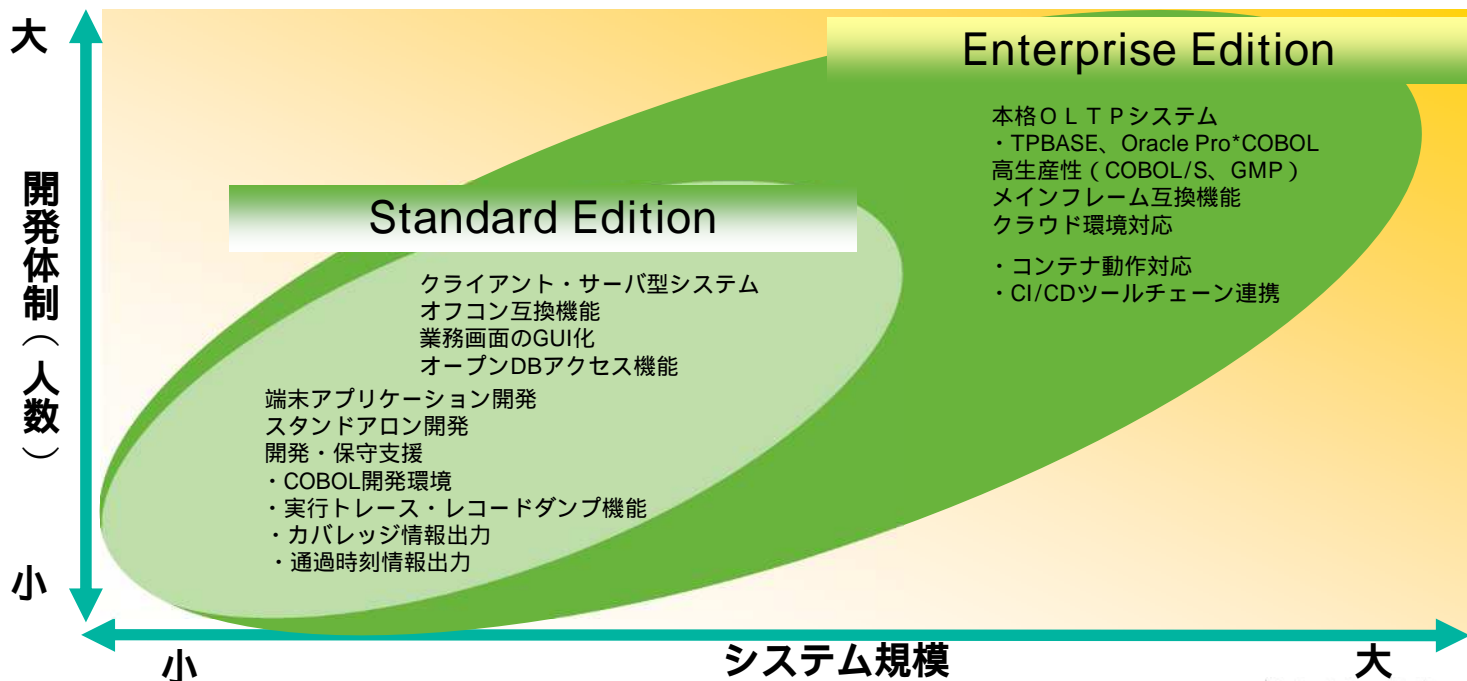 大
Enterprise Edition
本格ＯＬＴＰシステム
・TPBASE、Oracle Pro*COBOL
高生産性（COBOL/S、GMP）
メインフレーム互換機能
クラウド環境対応
・コンテナ動作対応
・CI/CDツールチェーン連携
開発体制（人数）
Standard Edition
クライアント・サーバ型システム
オフコン互換機能
業務画面のGUI化
オープンDBアクセス機能
端末アプリケーション開発
スタンドアロン開発
開発・保守支援
・COBOL開発環境
・実行トレース・レコードダンプ機能
・カバレッジ情報出力
・通過時刻情報出力
小
小
システム規模
大